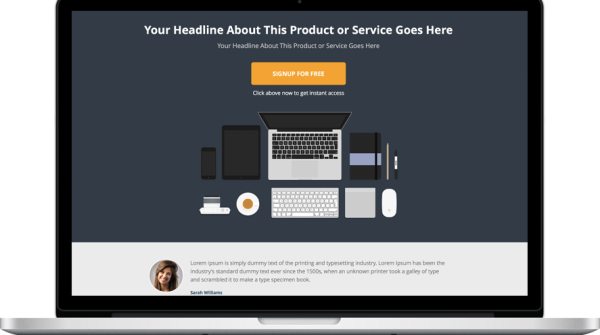 Your Headline About This Product or Service Goes Here
Your Headline About This Product or Service Goes Here
SIGNUP FOR FREE
Click above now to get instant access
Lorem Ipsum is simply dummy text of the printing and typesetting industry. Lorem Ipsum has been the
industry's standard dummy text ever since the 1500s, when an unknown printer took a galley of type
and scrambled it to make a type specimen book.
Sarah Williams